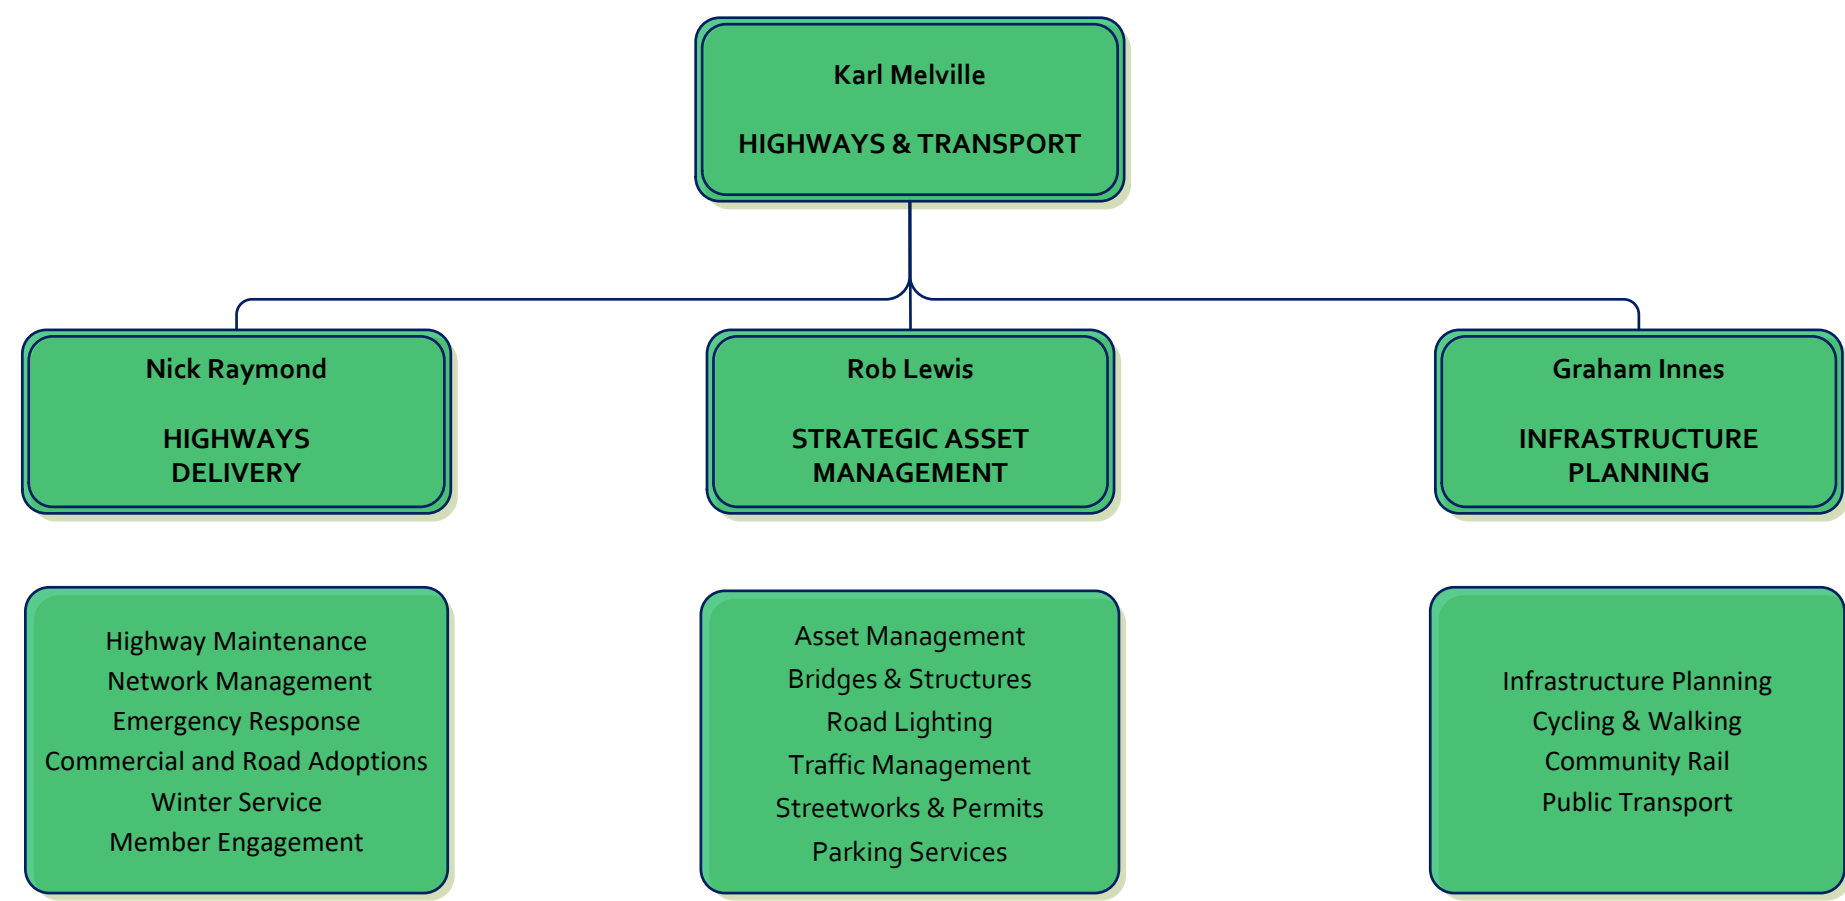 Karl Melville
HIGHWAYS & TRANSPORT
Nick Raymond
HIGHWAYS
DELIVERY
Rob Lewis
STRATEGIC ASSET
MANAGEMENT
Graham Innes
INFRASTRUCTURE
PLANNING
Highway Maintenance
Network Management
Emergency Response
Commercial and Road Adoptions
Winter Service
Member Engagement
Asset Management
Bridges & Structures
Road Lighting
Traffic Management
Streetworks & Permits
Parking Services
Infrastructure Planning
Cycling & Walking
Community Rail
Public Transport